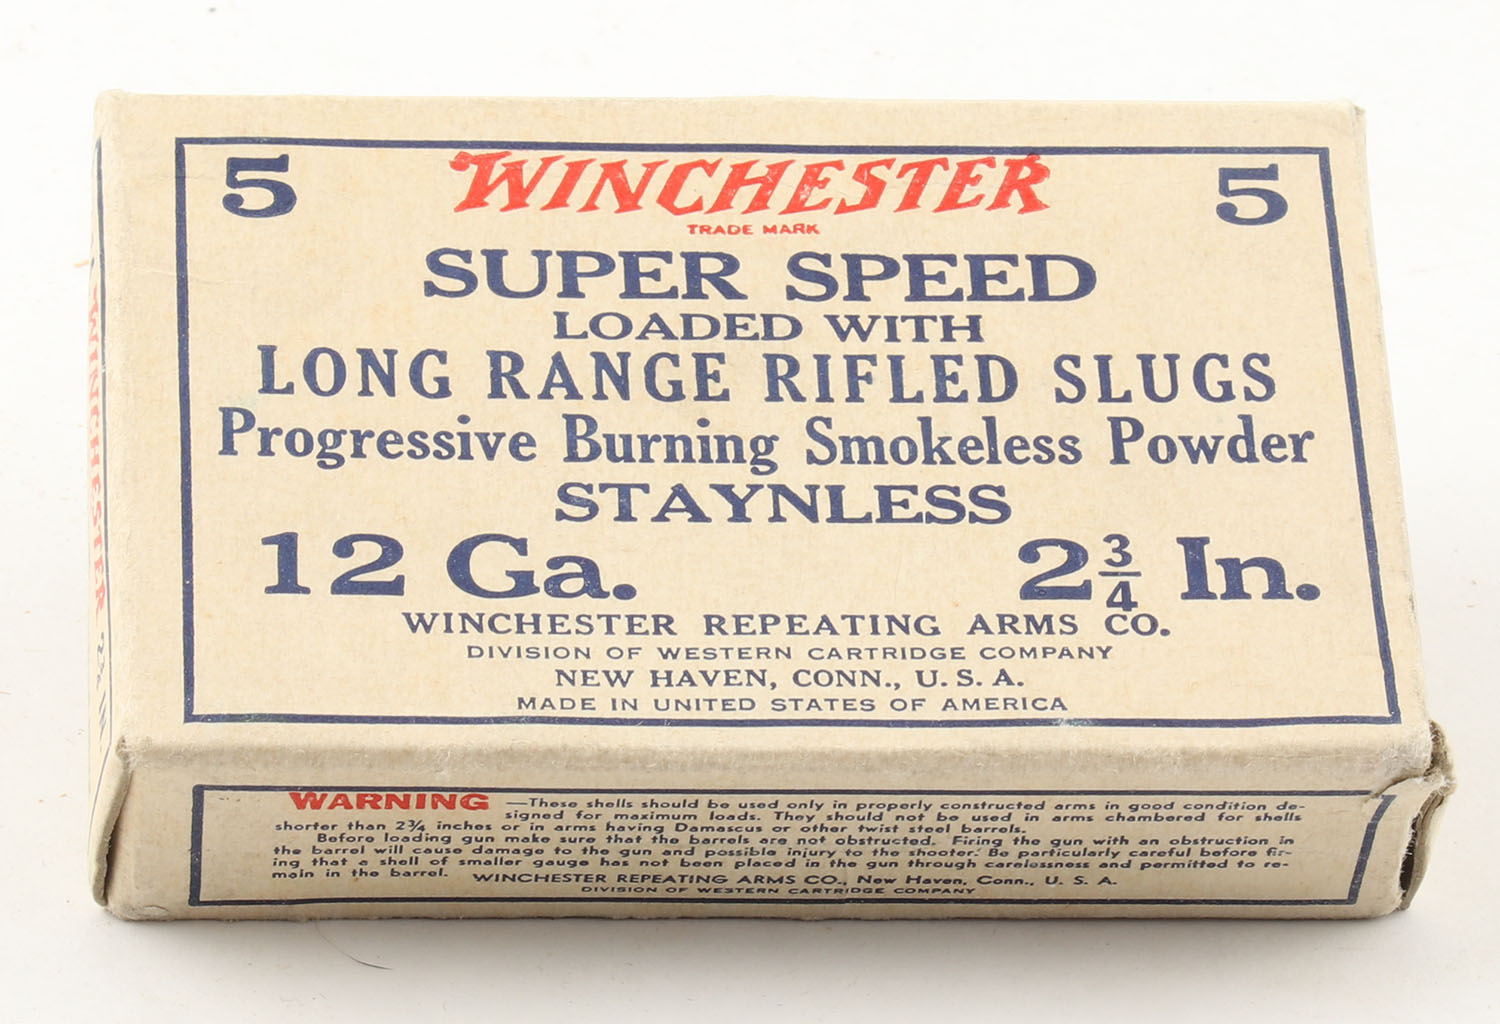 5 WINCHESTER 5
TRADE MARK
SUPER SPEED
LOADED WITH
LONG RANGE RIFLED SLUGS
Progressive Burning Smokeless Powder
STAYNLESS
12 Ga. 2 3/4 In.
WINCHESTER REPEATING ARMS CO.
DIVISION OF WESTERN CARTRIDGE COMPANY
NEW HAVEN, CONN., U. S. A.
MADE IN UNITED STATES OF AMERICA
WARNING —These shells should be used only in properly constructed arms in good condition de-
signed for maximum loads. They should not be used in arms chambered for shells
shorter than 2¾ inches or in arms having Damascus or other twist steel barrels.
Before loading gun make sure that the barrels are not obstructed. Firing the gun with an obstruction in
the barrel will cause damage to the gun and possible injury to the shooter. Be particularly careful before fir-
ing that a shell of smaller gauge has not been placed in the gun through carelessness and permitted to re-
main in the barrel. WINCHESTER REPEATING ARMS CO., New Haven, Conn., U. S. A.
DIVISION OF WESTERN CARTRIDGE COMPANY
WINCHESTER 2¾ IN.